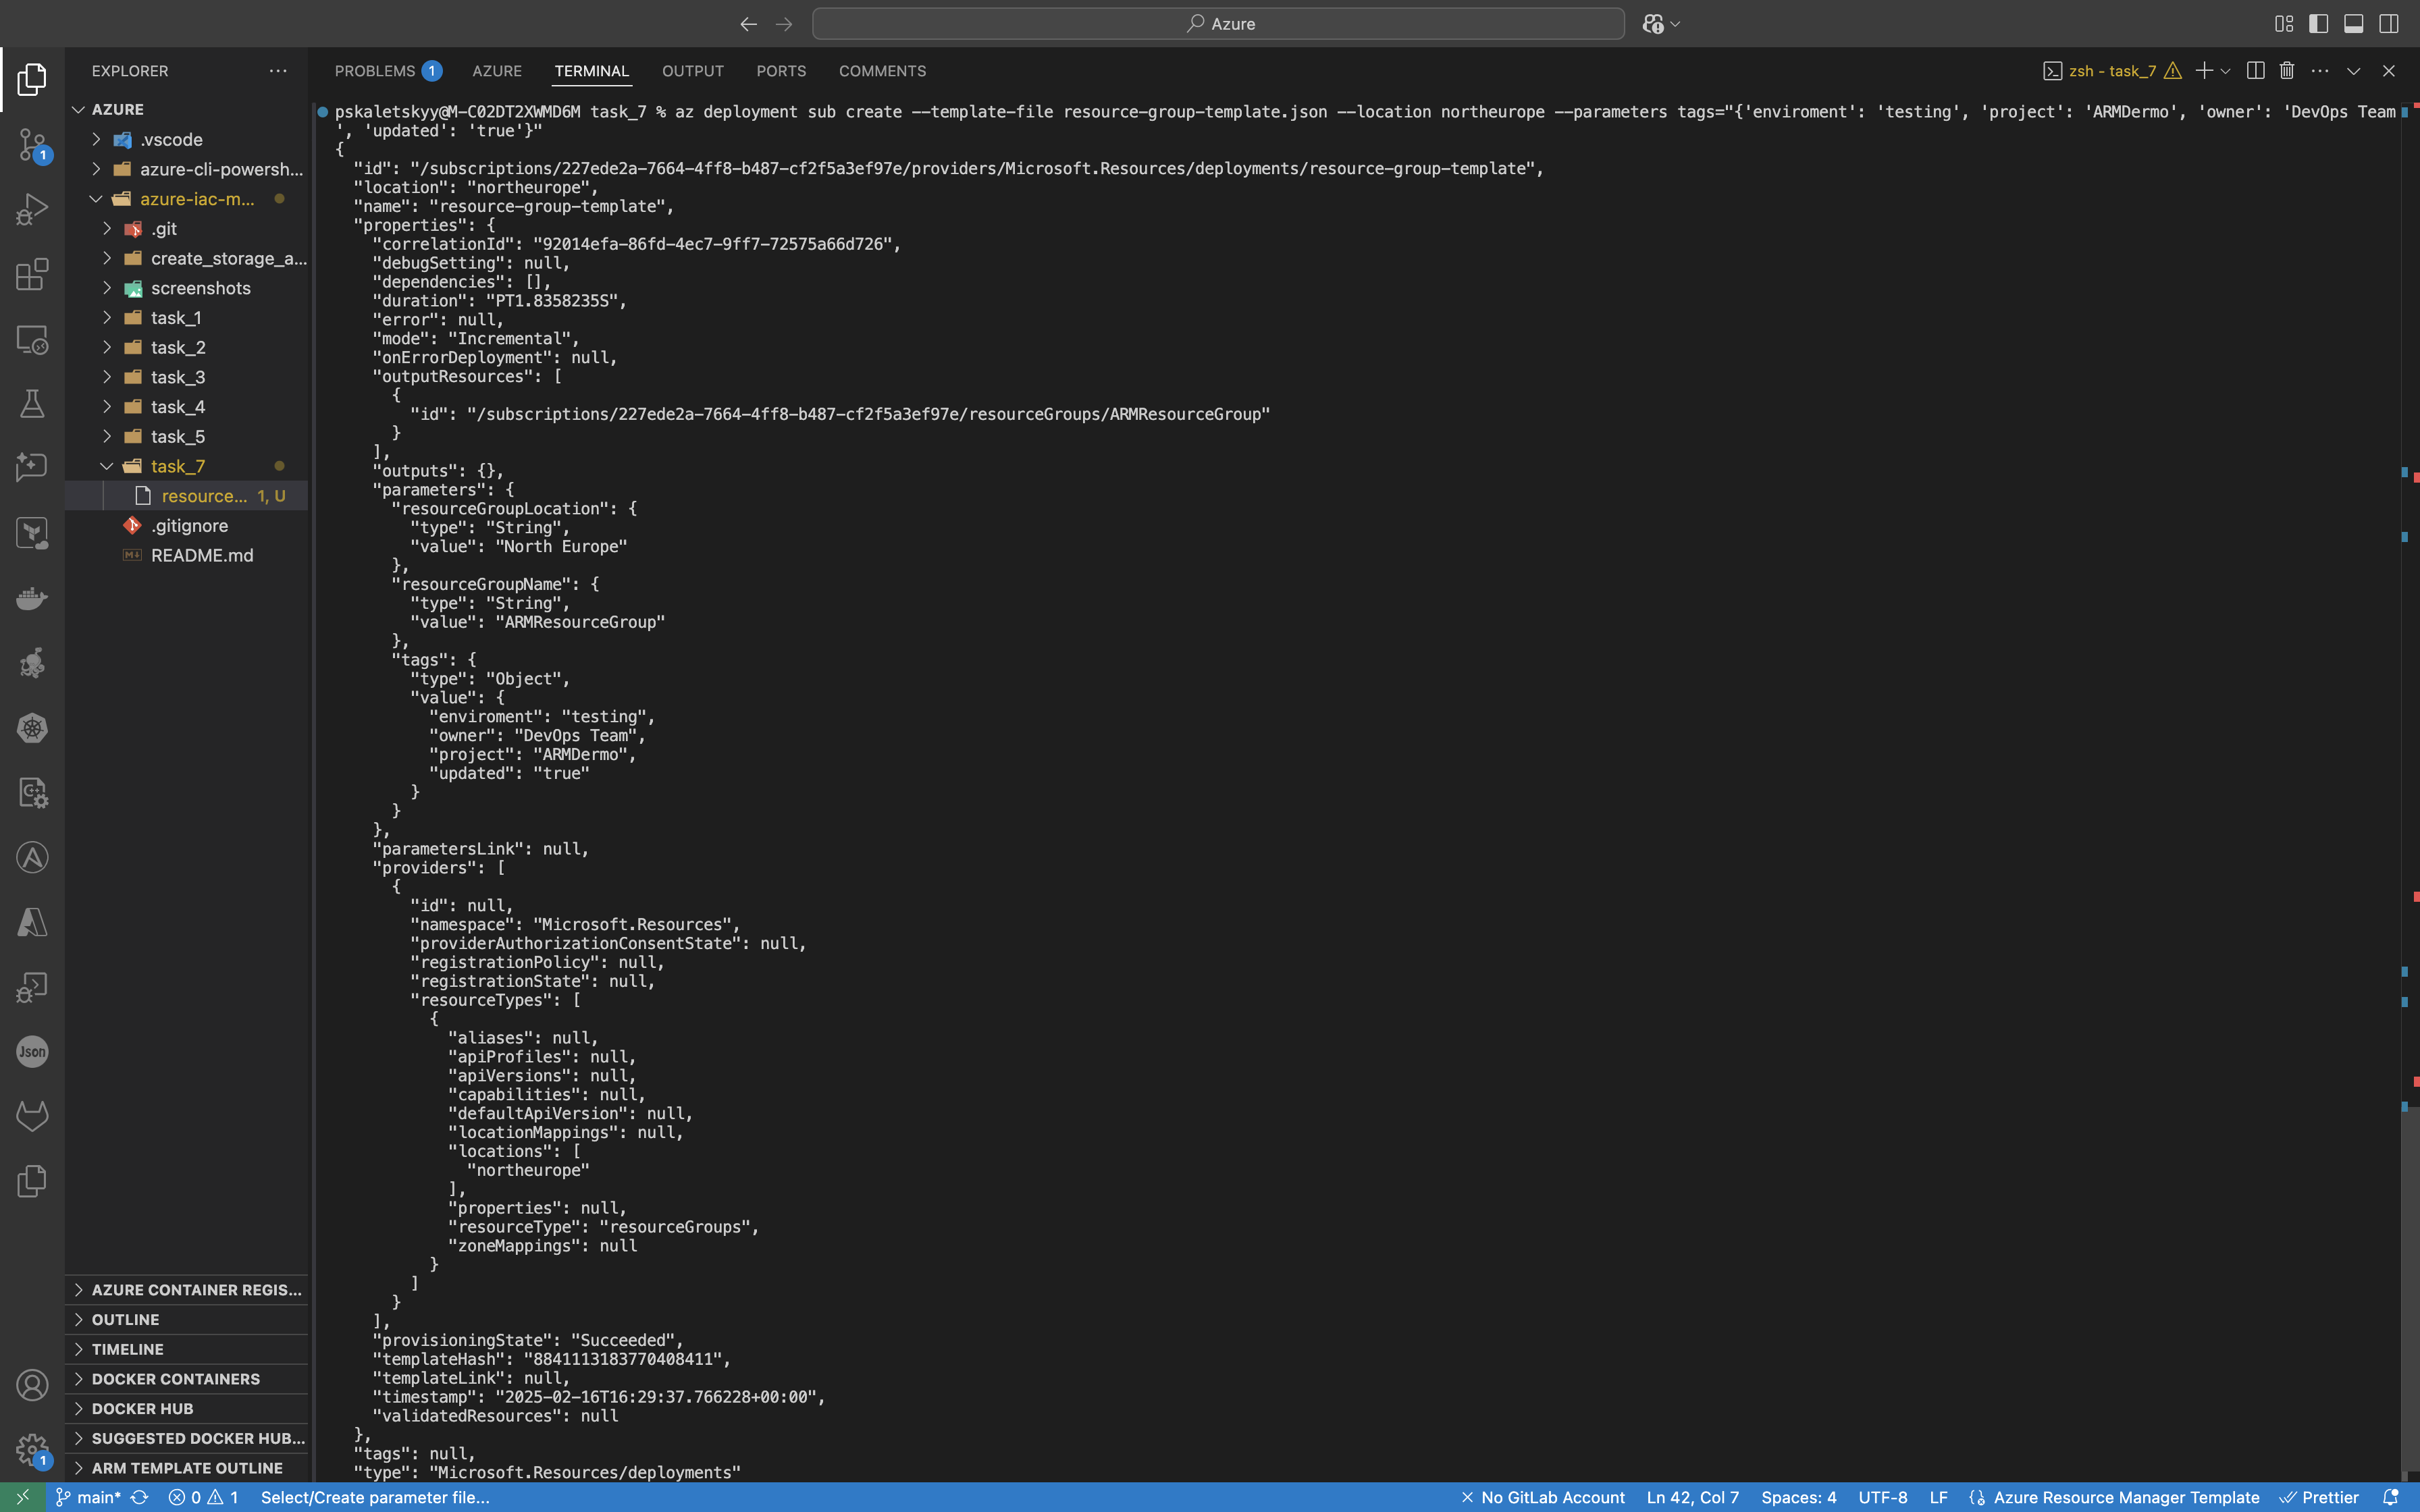 Azure
EXPLORER
PROBLEMS 1 AZURE TERMINAL OUTPUT PORTS COMMENTS
zsh - task_7
AZURE
.vscode
azure-cli-powersh...
azure-iac-m...
.git
create_storage_a...
screenshots
task_1
task_2
task_3
task_4
task_5
task_7
resource... 1, U
.gitignore
README.md
AZURE CONTAINER REGIS...
OUTLINE
TIMELINE
DOCKER CONTAINERS
DOCKER HUB
SUGGESTED DOCKER HUB...
ARM TEMPLATE OUTLINE
1
Json
1
pskaletskyy@M-C02DT2XWMD6M task_7 % az deployment sub create --template-file resource-group-template.json --location northeurope --parameters tags="{'enviroment': 'testing', 'project': 'ARMDermo', 'owner': 'DevOps Team
', 'updated': 'true'}"
{
"id": "/subscriptions/227ede2a-7664-4ff8-b487-cf2f5a3ef97e/providers/Microsoft.Resources/deployments/resource-group-template",
"location": "northeurope",
"name": "resource-group-template",
"properties": {
"correlationId": "92014efa-86fd-4ec7-9ff7-72575a66d726",
"debugSetting": null,
"dependencies": [],
"duration": "PT1.8358235S",
"error": null,
"mode": "Incremental",
"onErrorDeployment": null,
"outputResources": [
{
"id": "/subscriptions/227ede2a-7664-4ff8-b487-cf2f5a3ef97e/resourceGroups/ARMResourceGroup"
}
],
"outputs": {},
"parameters": {
"resourceGroupLocation": {
"type": "String",
"value": "North Europe"
},
"resourceGroupName": {
"type": "String",
"value": "ARMResourceGroup"
},
"tags": {
"type": "Object",
"value": {
"enviroment": "testing",
"owner": "DevOps Team",
"project": "ARMDermo",
"updated": "true"
}
}
},
"parametersLink": null,
"providers": [
{
"id": null,
"namespace": "Microsoft.Resources",
"providerAuthorizationConsentState": null,
"registrationPolicy": null,
"registrationState": null,
"resourceTypes": [
{
"aliases": null,
"apiProfiles": null,
"apiVersions": null,
"capabilities": null,
"defaultApiVersion": null,
"locationMappings": null,
"locations": [
"northeurope"
],
"properties": null,
"resourceType": "resourceGroups",
"zoneMappings": null
}
]
}
],
"provisioningState": "Succeeded",
"templateHash": "8841113183770408411",
"templateLink": null,
"timestamp": "2025-02-16T16:29:37.766228+00:00",
"validatedResources": null
},
"tags": null,
"type": "Microsoft.Resources/deployments"
main* 0 1 Select/Create parameter file... No GitLab Account Ln 42, Col 7 Spaces: 4 UTF-8 LF Azure Resource Manager Template Prettier